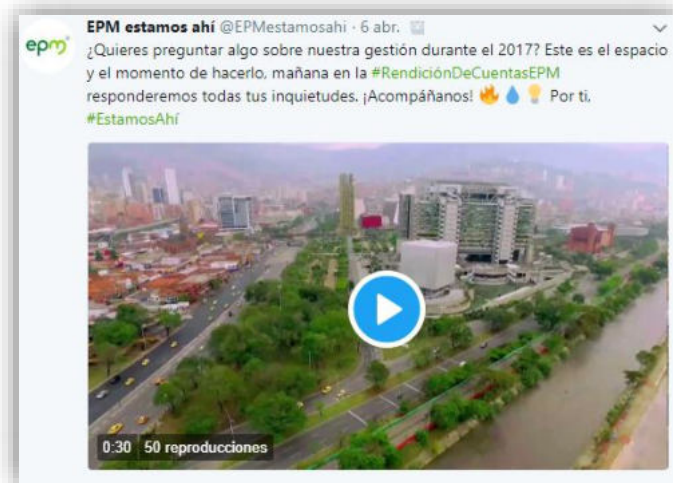 EPM estamos ahí @EPMestamosahi · 6 abr.
epm
¿Quieres preguntar algo sobre nuestra gestión durante el 2017? Este es el espacio
y el momento de hacerlo, mañana en la #RendiciónDeCuentasEPM
responderemos todas tus inquietudes. ¡Acompáñanos! 🔥💧💡 Por ti,
#EstamosAhí
0:30 50 reproducciones